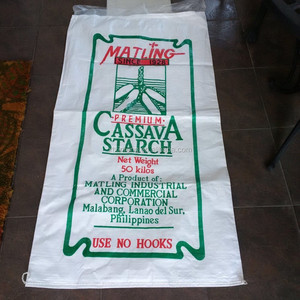 MATLING
SINCE 1928
PREMIUM
CASSAVA
STARCH
Net Weight
50 kilos
A Product of:
MATLING INDUSTRIAL
AND COMMERCIAL
CORPORATION
Malabang, Lanao del Sur,
Philippines
USE NO HOOKS